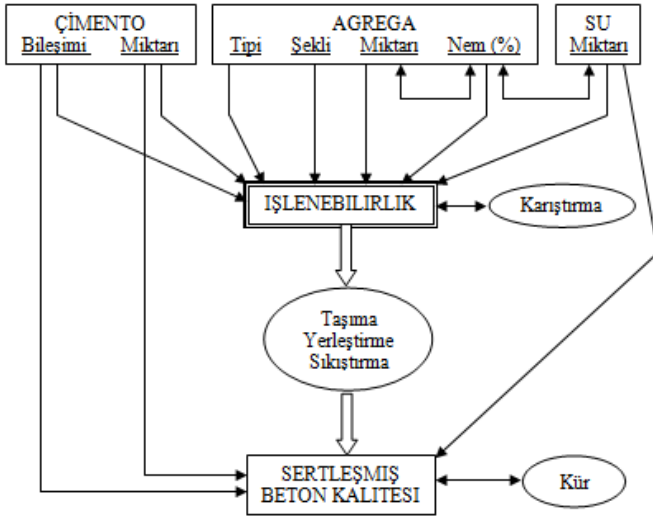 ÇİMENTO
Bileşimi Miktarı
AGREGA
Tipi Şekli Miktarı Nem (%)
SU
Miktarı
IŞLENEBILIRLIK
Karıştırma
Taşıma
Yerleştirme
Sıkıştırma
SERTLEŞMIŞ
BETON KALITESI
Kür